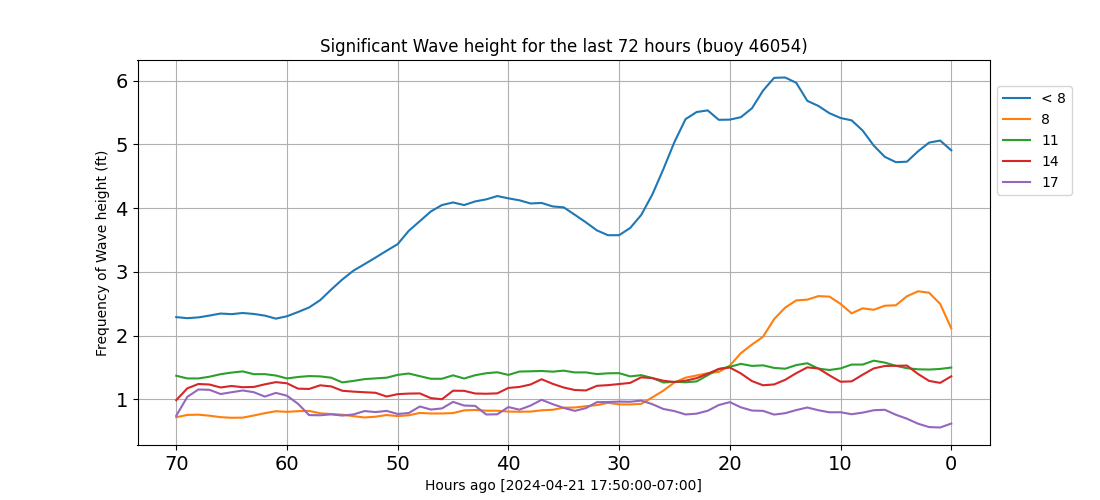 Significant Wave height for the last 72 hours (buoy 46054)
Frequency of Wave height (ft)
6
5
4
3
2
1
70 60 50 40 30 20 10 0
Hours ago [2024-04-21 17:50:00-07:00]
< 8
8
11
14
17